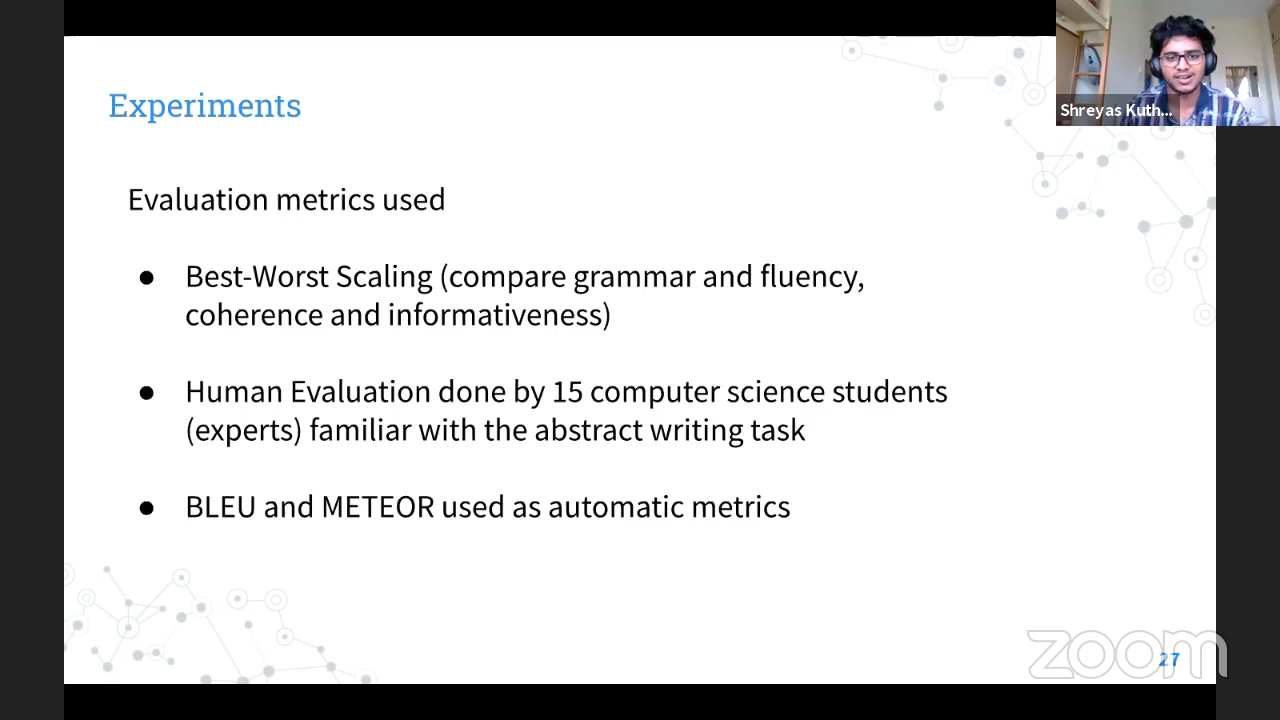 Experiments
Shreyas Kuth...
Evaluation metrics used
● Best-Worst Scaling (compare grammar and fluency,
coherence and informativeness)
● Human Evaluation done by 15 computer science students
(experts) familiar with the abstract writing task
● BLEU and METEOR used as automatic metrics
zoom
27